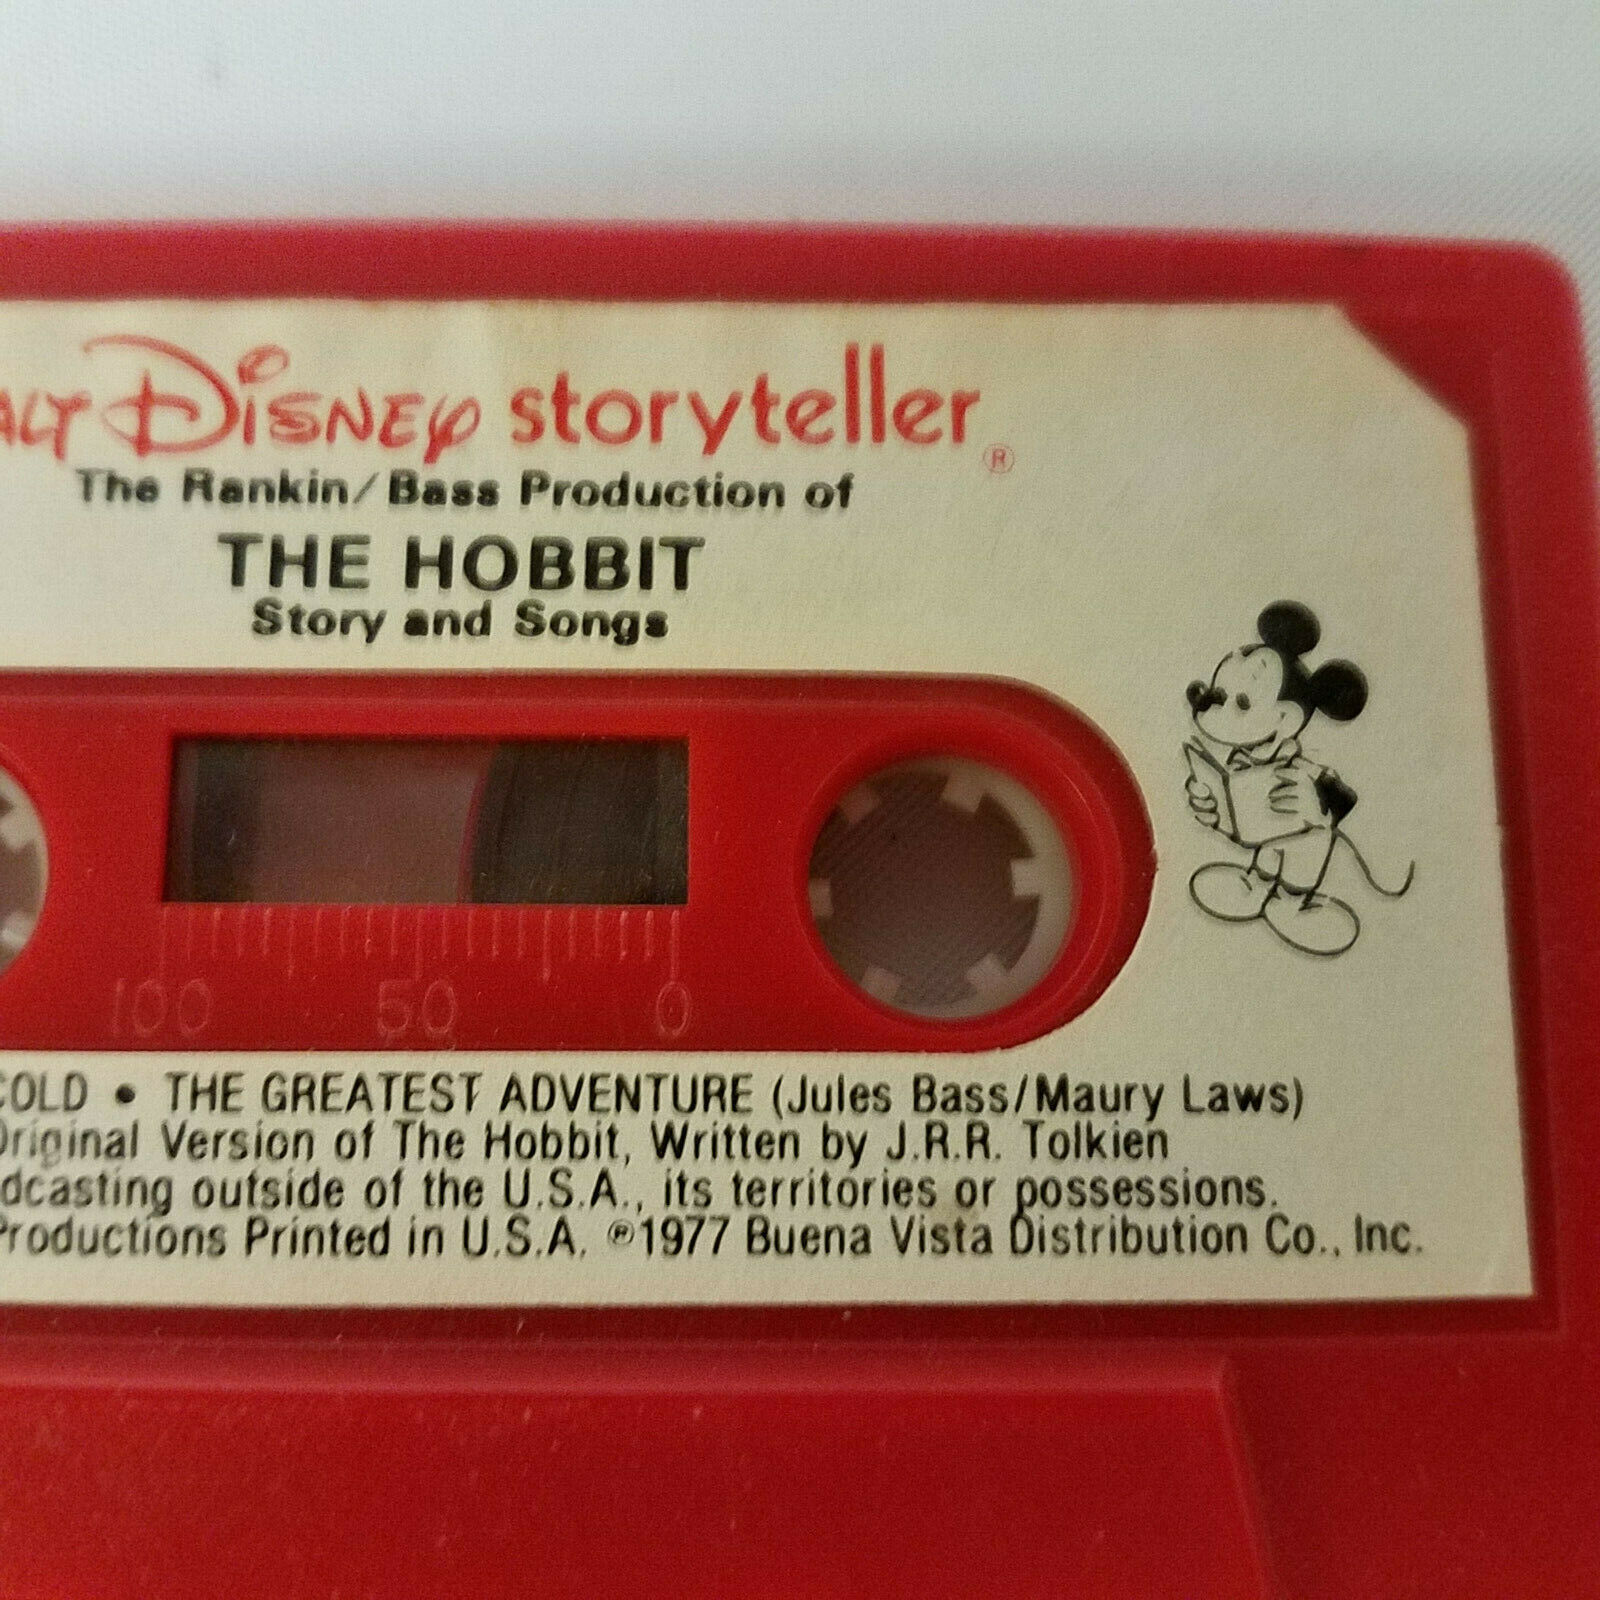 ALT DISNEY storyteller®
The Rankin/Bass Production of
THE HOBBIT
Story and Songs
100 50 0
COLD • THE GREATEST ADVENTURE (Jules Bass/Maury Laws)
Original Version of The Hobbit, Written by J.R.R. Tolkien
dcasting outside of the U.S.A., its territories or possessions.
Productions Printed in U.S.A. ℗1977 Buena Vista Distribution Co., Inc.